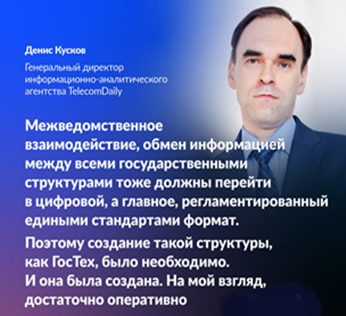 Денис Кусков
Генеральный директор
информационно-аналитического
агентства TelecomDaily
Межведомственное
взаимодействие, обмен информацией
между всеми государственными
структурами тоже должны перейти
в цифровой, а главное, регламентированный
едиными стандартами формат.
Поэтому создание такой структуры,
как ГосТех, было необходимо.
И она была создана. На мой взгляд,
достаточно оперативно